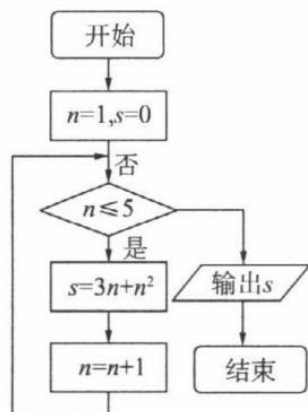 开始
n=1,s=0
否
n≤5
是
s=3n+n²
输出s
n=n+1
结束